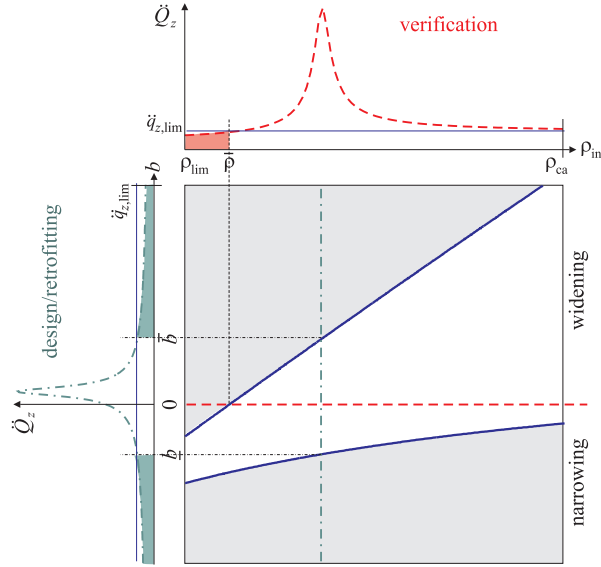 Q̈z
verification
q̈z,lim
ρin
ρlim
ρ̄
ρca
b
q̈z,lim
design/retrofitting
widening
b̄
0
Q̈z
b̲
narrowing